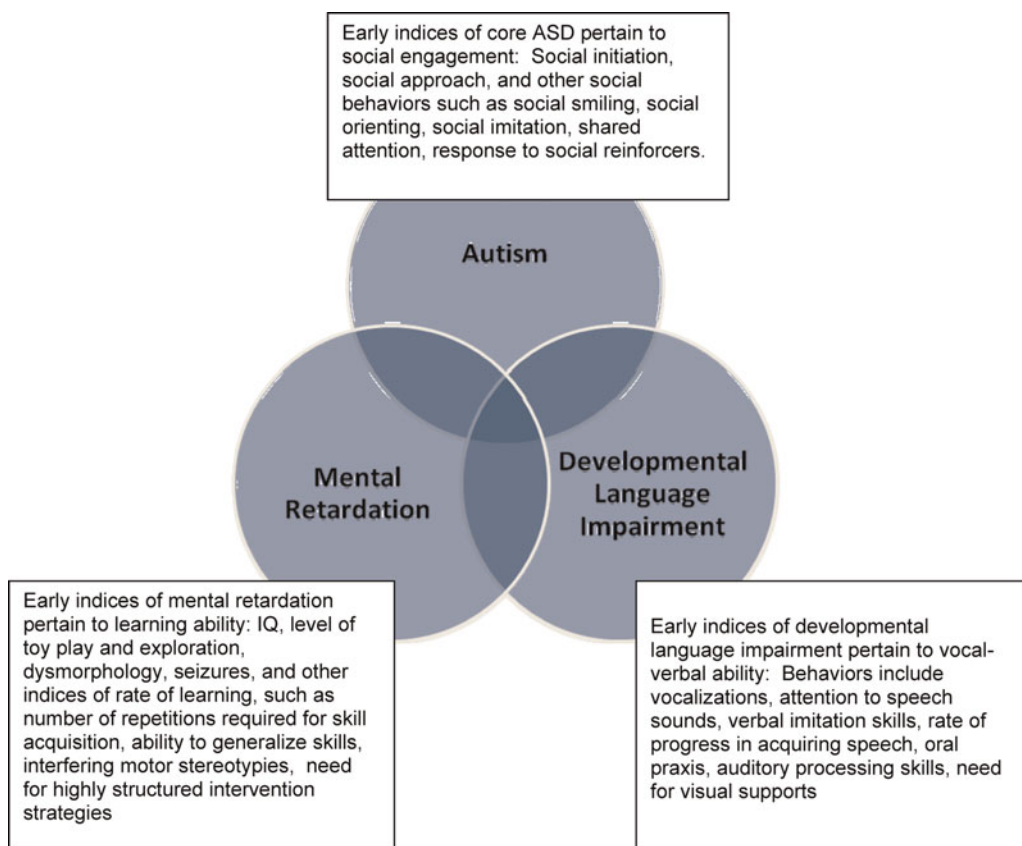 Early indices of core ASD pertain to
social engagement:  Social initiation,
social approach, and other social
behaviors such as social smiling, social
orienting, social imitation, shared
attention, response to social reinforcers.
Autism
Mental
Retardation
Developmental
Language
Impairment
Early indices of mental retardation
pertain to learning ability: IQ, level of
toy play and exploration,
dysmorphology, seizures, and other
indices of rate of learning, such as
number of repetitions required for skill
acquisition, ability to generalize skills,
interfering motor stereotypies,  need
for highly structured intervention
strategies
Early indices of developmental
language impairment pertain to vocal-
verbal ability:  Behaviors include
vocalizations, attention to speech
sounds, verbal imitation skills, rate of
progress in acquiring speech, oral
praxis, auditory processing skills, need
for visual supports